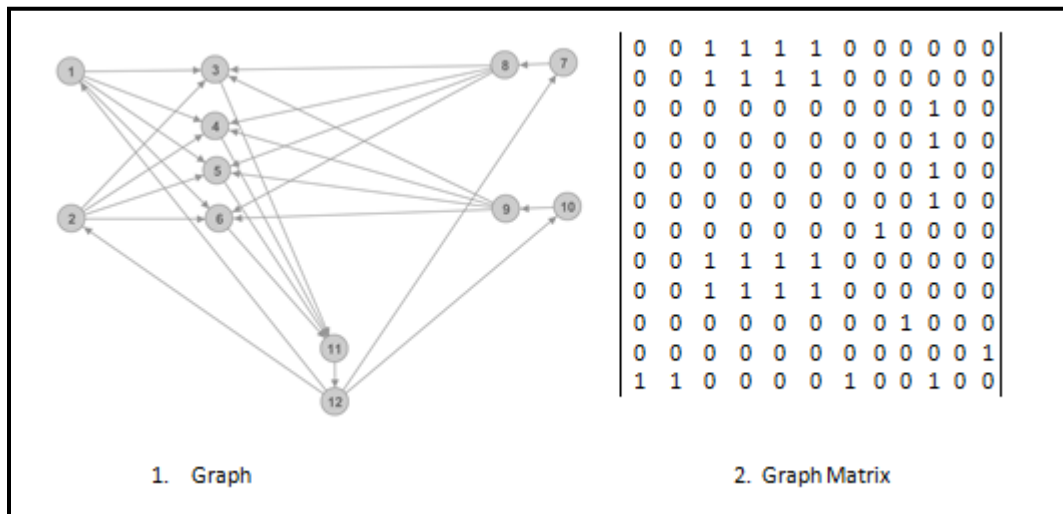 1 3 8 7
4
5
2 6 9 10
11
12
0 0 1 1 1 1 0 0 0 0 0 0
0 0 1 1 1 1 0 0 0 0 0 0
0 0 0 0 0 0 0 0 0 1 0 0
0 0 0 0 0 0 0 0 0 1 0 0
0 0 0 0 0 0 0 0 0 1 0 0
0 0 0 0 0 0 0 0 0 1 0 0
0 0 0 0 0 0 0 1 0 0 0 0
0 0 1 1 1 1 0 0 0 0 0 0
0 0 1 1 1 1 0 0 0 0 0 0
0 0 0 0 0 0 0 0 1 0 0 0
0 0 0 0 0 0 0 0 0 0 0 1
1 1 0 0 0 0 1 0 0 1 0 0
1. Graph
2. Graph Matrix